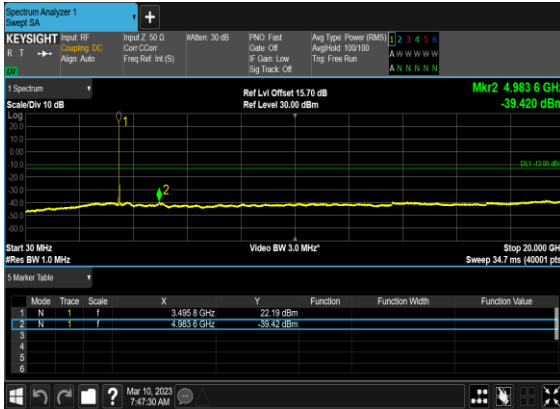 Spectrum Analyzer 1
Swept SA
+
KEYSIGHT Input: RF Input Z: 50 Ω #Atten: 30 dB PNO: Fast Avg Type: Power (RMS) 1 2 3 4 5 6
R T Coupling: DC Corr CCorr Gate: Off Avg|Hold: 100/100 A W W W W W
Align: Auto Freq Ref: Int (S) IF Gain: Low Trig: Free Run
Sig Track: Off A N N N N N
1 Spectrum
Ref Lvl Offset 15.70 dB Mkr2 4.983 6 GHz
Scale/Div 10 dB Ref Level 30.00 dBm -39.420 dBm
Log
1
20.0
10.0
0.00
-10.0
DL1 -13.00 dBm
-20.0
-30.0
2
-40.0
-50.0
-60.0
Start 30 MHz Video BW 3.0 MHz* Stop 20.000 GHz
#Res BW 1.0 MHz Sweep 34.7 ms (40001 pts)
5 Marker Table
Mode Trace Scale X Y Function Function Width Function Value
1 N 1 f 3.495 8 GHz 22.19 dBm
2 N 1 f 4.983 6 GHz -39.42 dBm
3
4
5
6
? Mar 10, 2023
7:47:30 AM